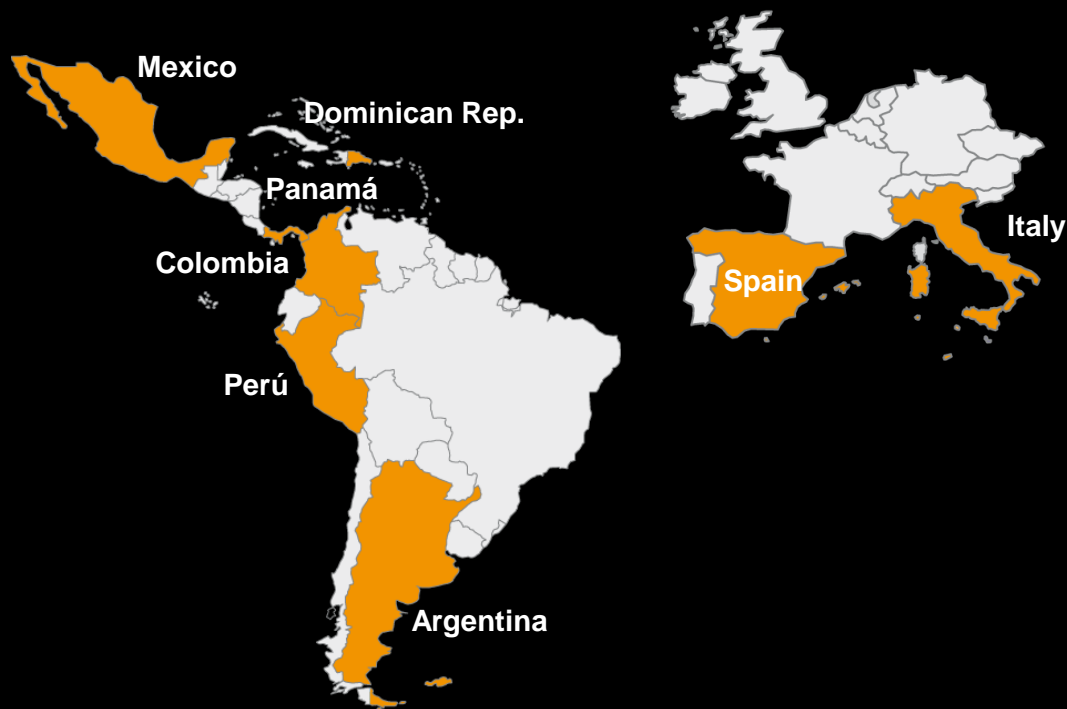 Mexico
Dominican Rep.
Panamá
Colombia
Perú
Argentina
Spain
Italy